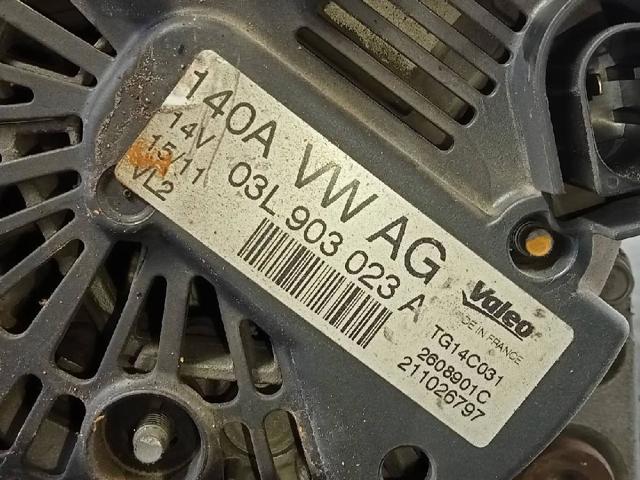 140A VW AG
14V 03L 903 023 A
15/11
VL2
Valeo
MADE IN FRANCE
TG14C031
2608901C
211026797